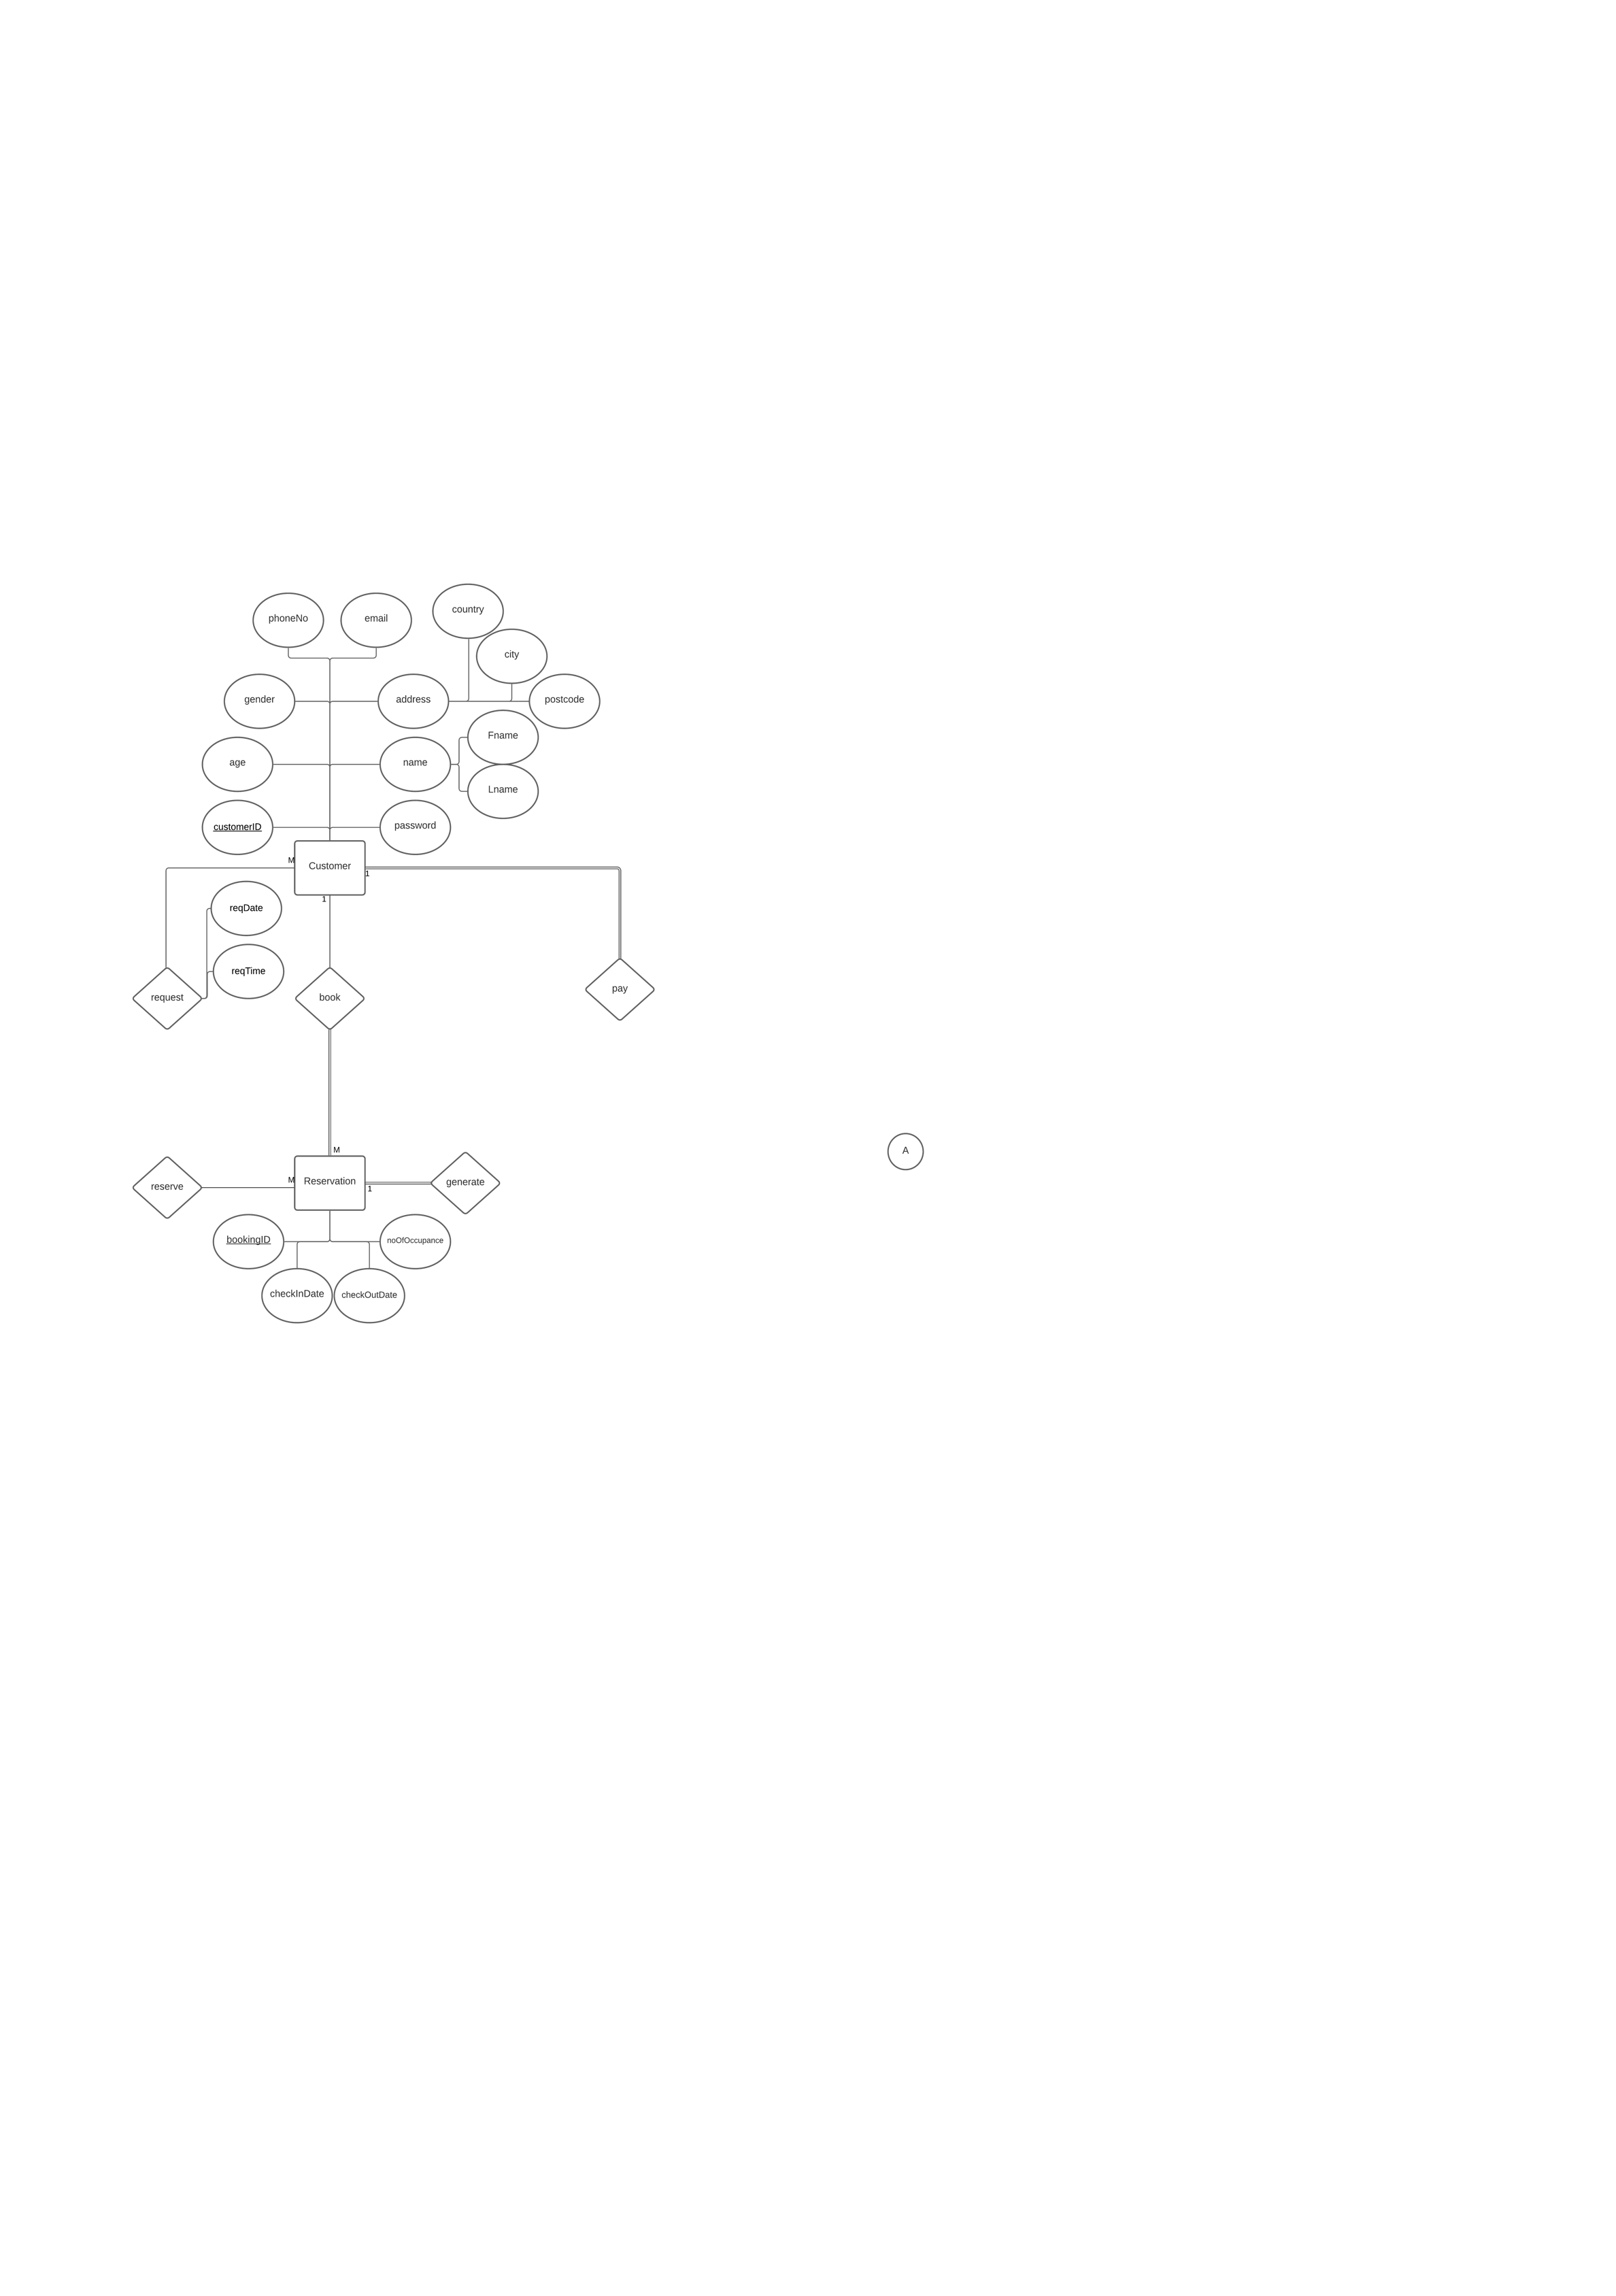 country
phoneNo
email
city
gender
address
postcode
Fname
age
name
Lname
customerID
password
M
Customer
1
1
reqDate
reqTime
request
book
pay
M
A
reserve
M
Reservation
1
generate
bookingID
noOfOccupance
checkInDate
checkOutDate